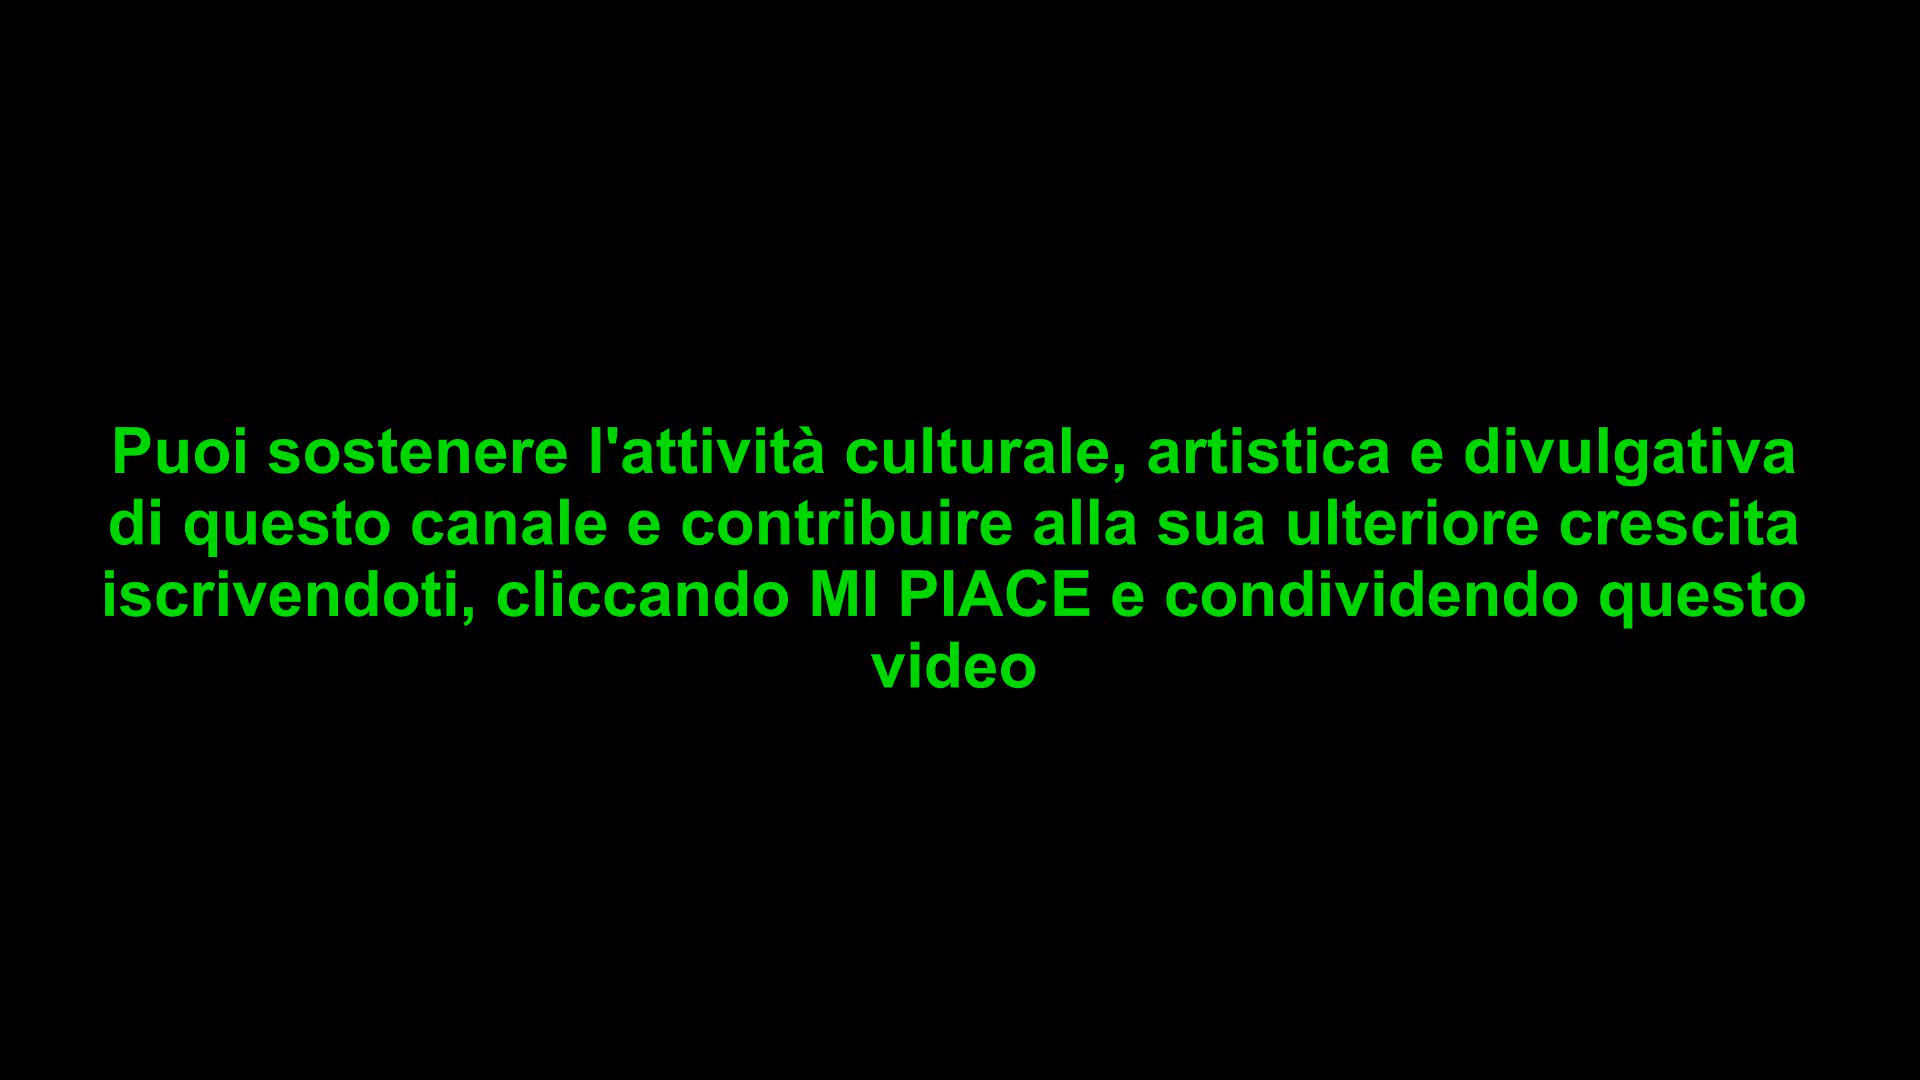 Puoi sostenere l'attività culturale, artistica e divulgativa
di questo canale e contribuire alla sua ulteriore crescita
iscrivendoti, cliccando MI PIACE e condividendo questo
video